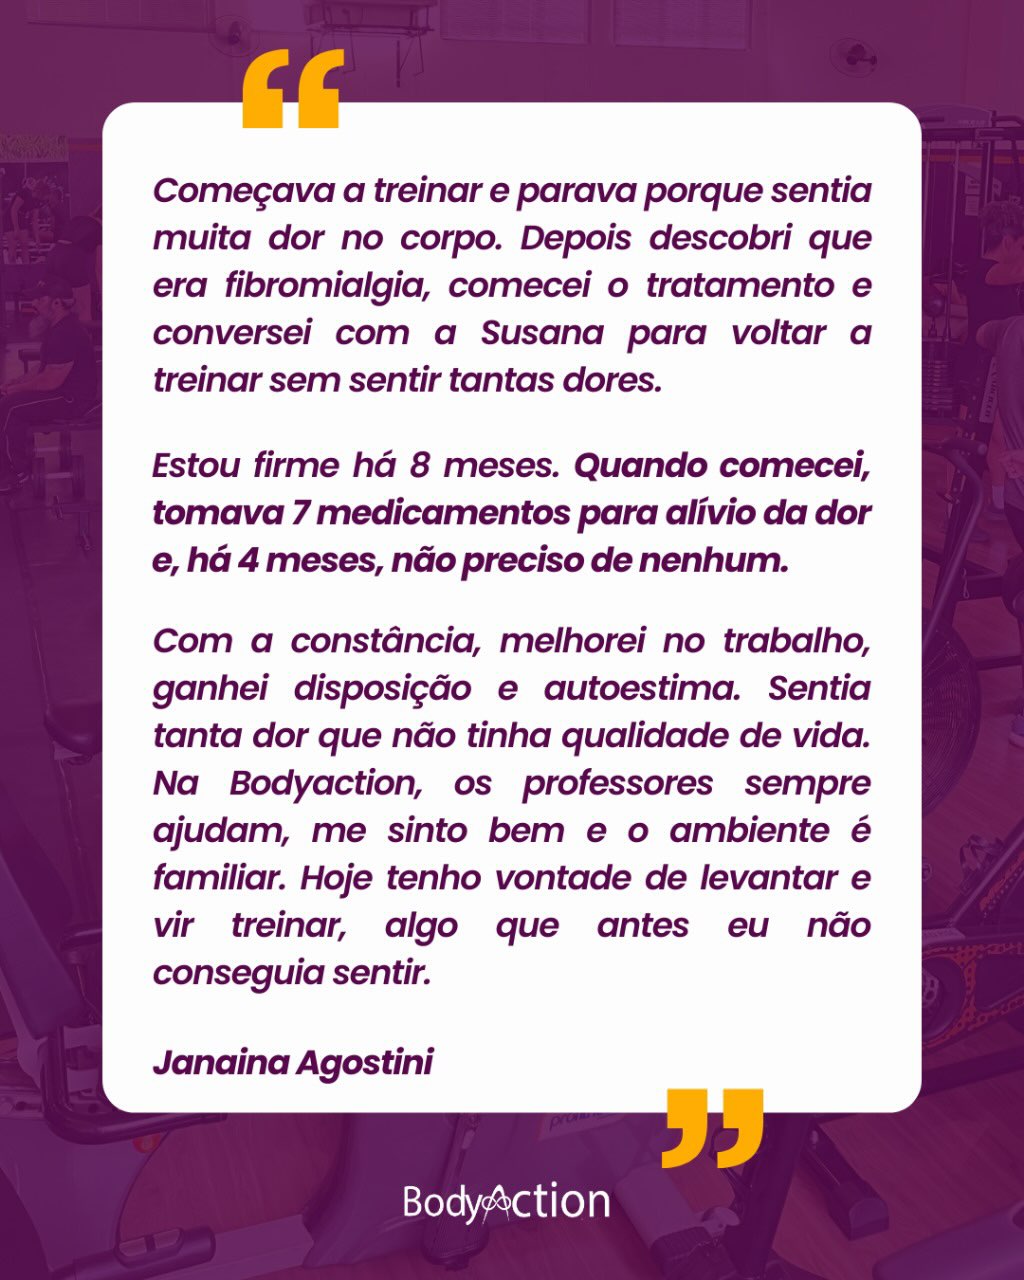 “
Começava a treinar e parava porque sentia
muita dor no corpo. Depois descobri que
era fibromialgia, comecei o tratamento e
conversei com a Susana para voltar a
treinar sem sentir tantas dores.
Estou firme há 8 meses. Quando comecei,
tomava 7 medicamentos para alívio da dor
e, há 4 meses, não preciso de nenhum.
Com a constância, melhorei no trabalho,
ganhei disposição e autoestima. Sentia
tanta dor que não tinha qualidade de vida.
Na Bodyaction, os professores sempre
ajudam, me sinto bem e o ambiente é
familiar. Hoje tenho vontade de levantar e
vir treinar, algo que antes eu não
conseguia sentir.
Janaina Agostini
”
BodyAction